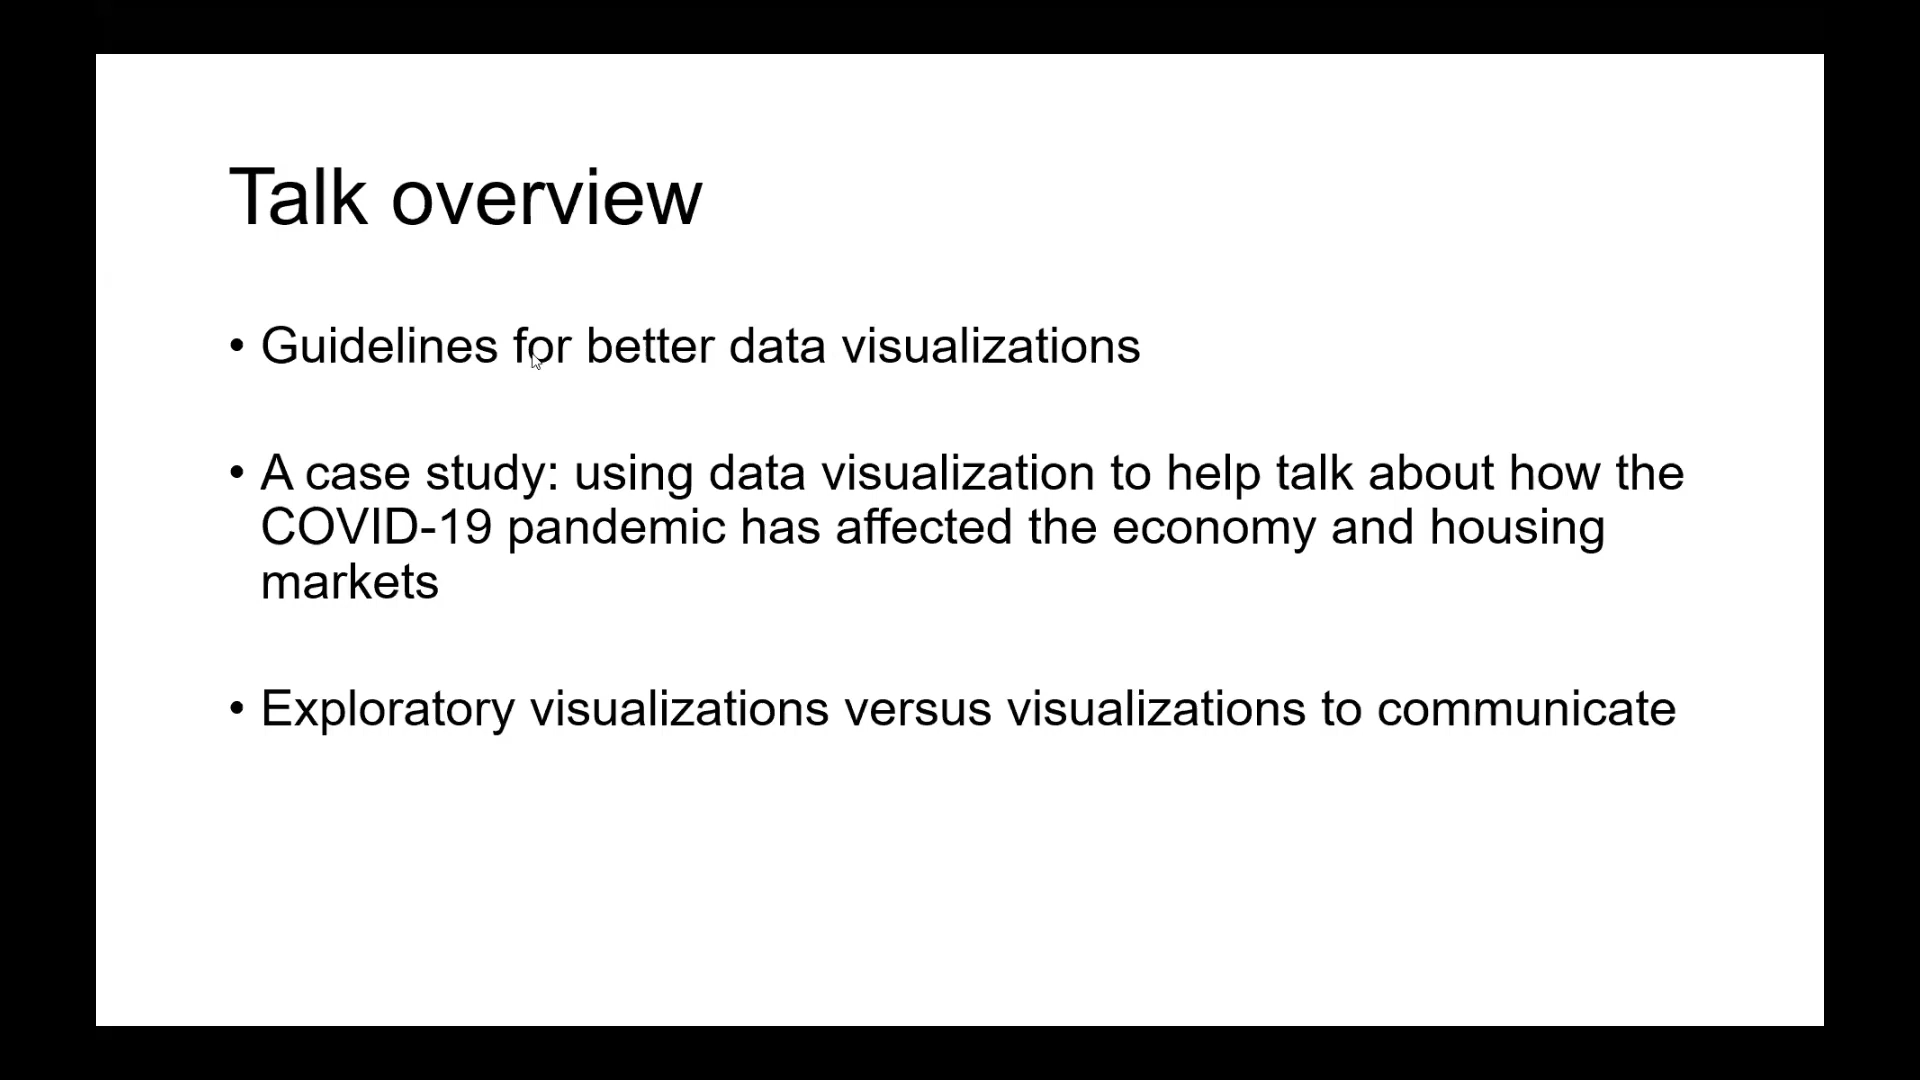 Talk overview
• Guidelines for better data visualizations
• A case study: using data visualization to help talk about how the
COVID-19 pandemic has affected the economy and housing
markets
• Exploratory visualizations versus visualizations to communicate